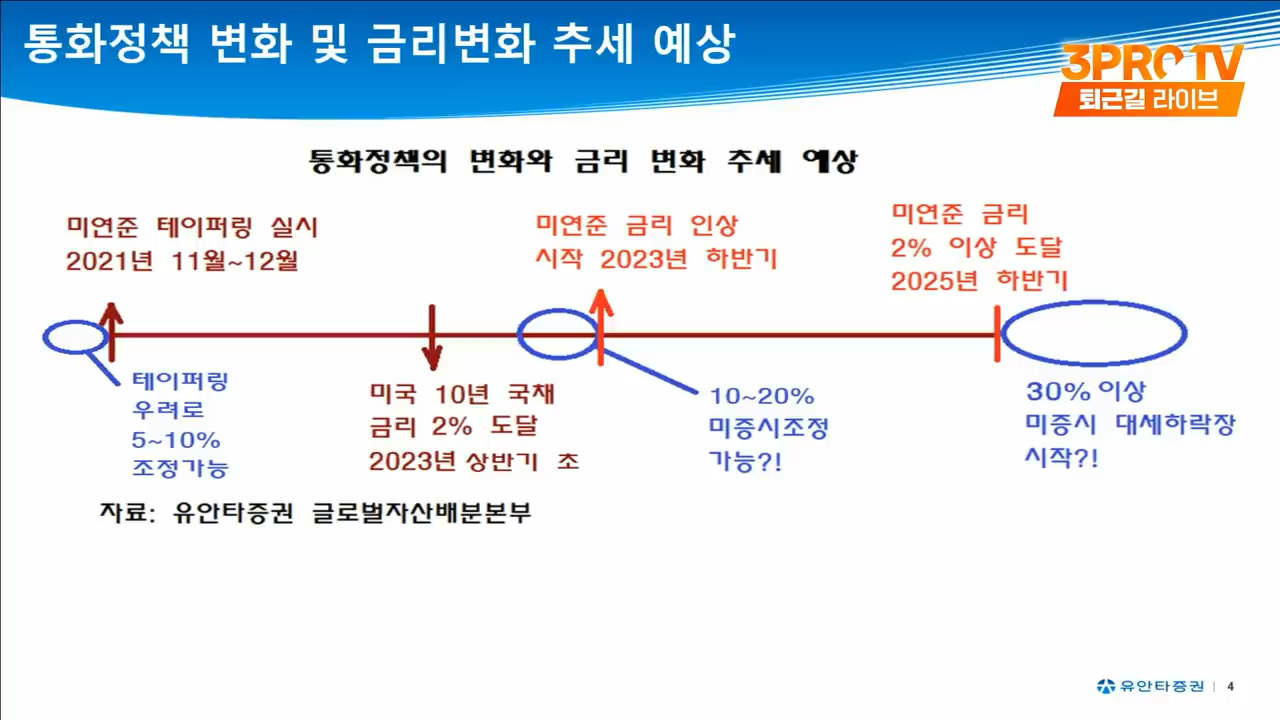 통화정책 변화 및 금리변화 추세 예상
3PRO TV
퇴근길 라이브
통화정책의 변화와 금리 변화 추세 예상
미연준 테이퍼링 실시
2021년 11월~12월
미연준 금리 인상
시작 2023년 하반기
미연준 금리
2% 이상 도달
2025년 하반기
테이퍼링
우려로
5~10%
조정가능
미국 10년 국채
금리 2% 도달
2023년 상반기 초
10~20%
미증시조정
가능?!
30% 이상
미증시 대세하락장
시작?!
자료: 유안타증권 글로벌자산배분본부
유안타증권 | 4